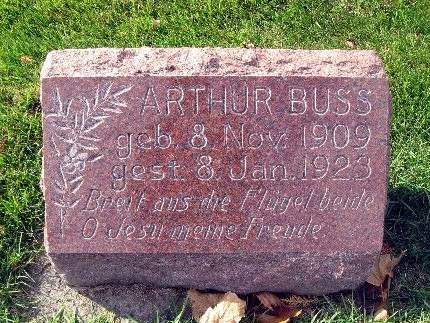 ARTHUR BUSS
geb. 8. Nov. 1909
gest 8. Jan. 1923
Breit aus die Flügel beide
O Jesu meine Freude